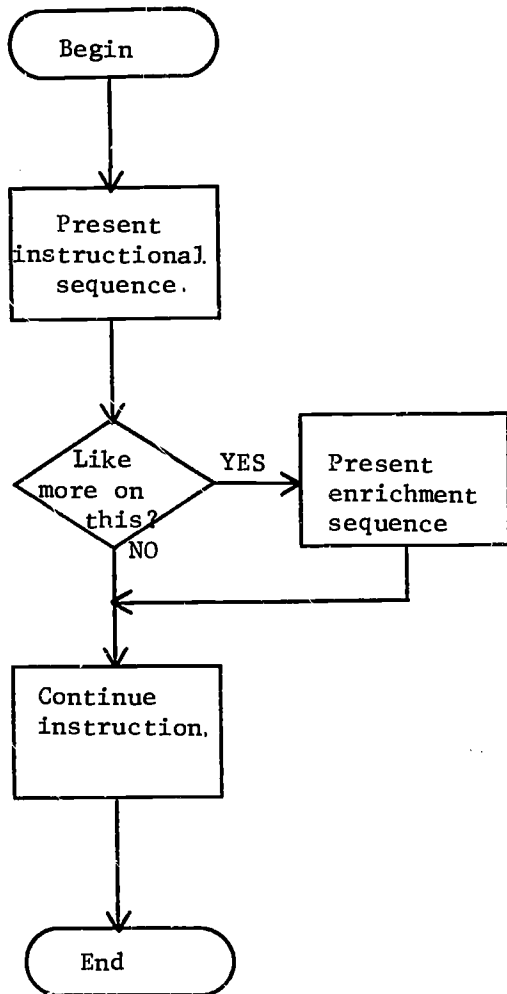 Begin
Present
instructional.
sequence.
Like
more on
this?
YES
Present
enrichment
sequence
NO
Continue
instruction.
End